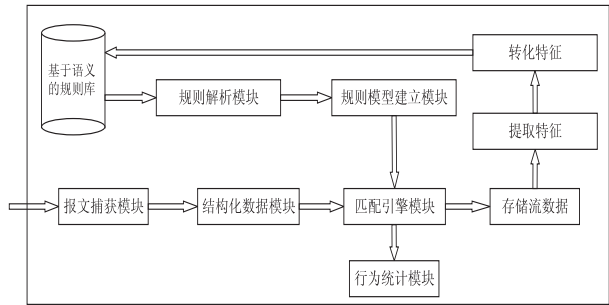 转化特征
基于语义
的规则库
规则解析模块
规则模型建立模块
提取特征
报文捕获模块
结构化数据模块
匹配引擎模块
存储流数据
行为统计模块